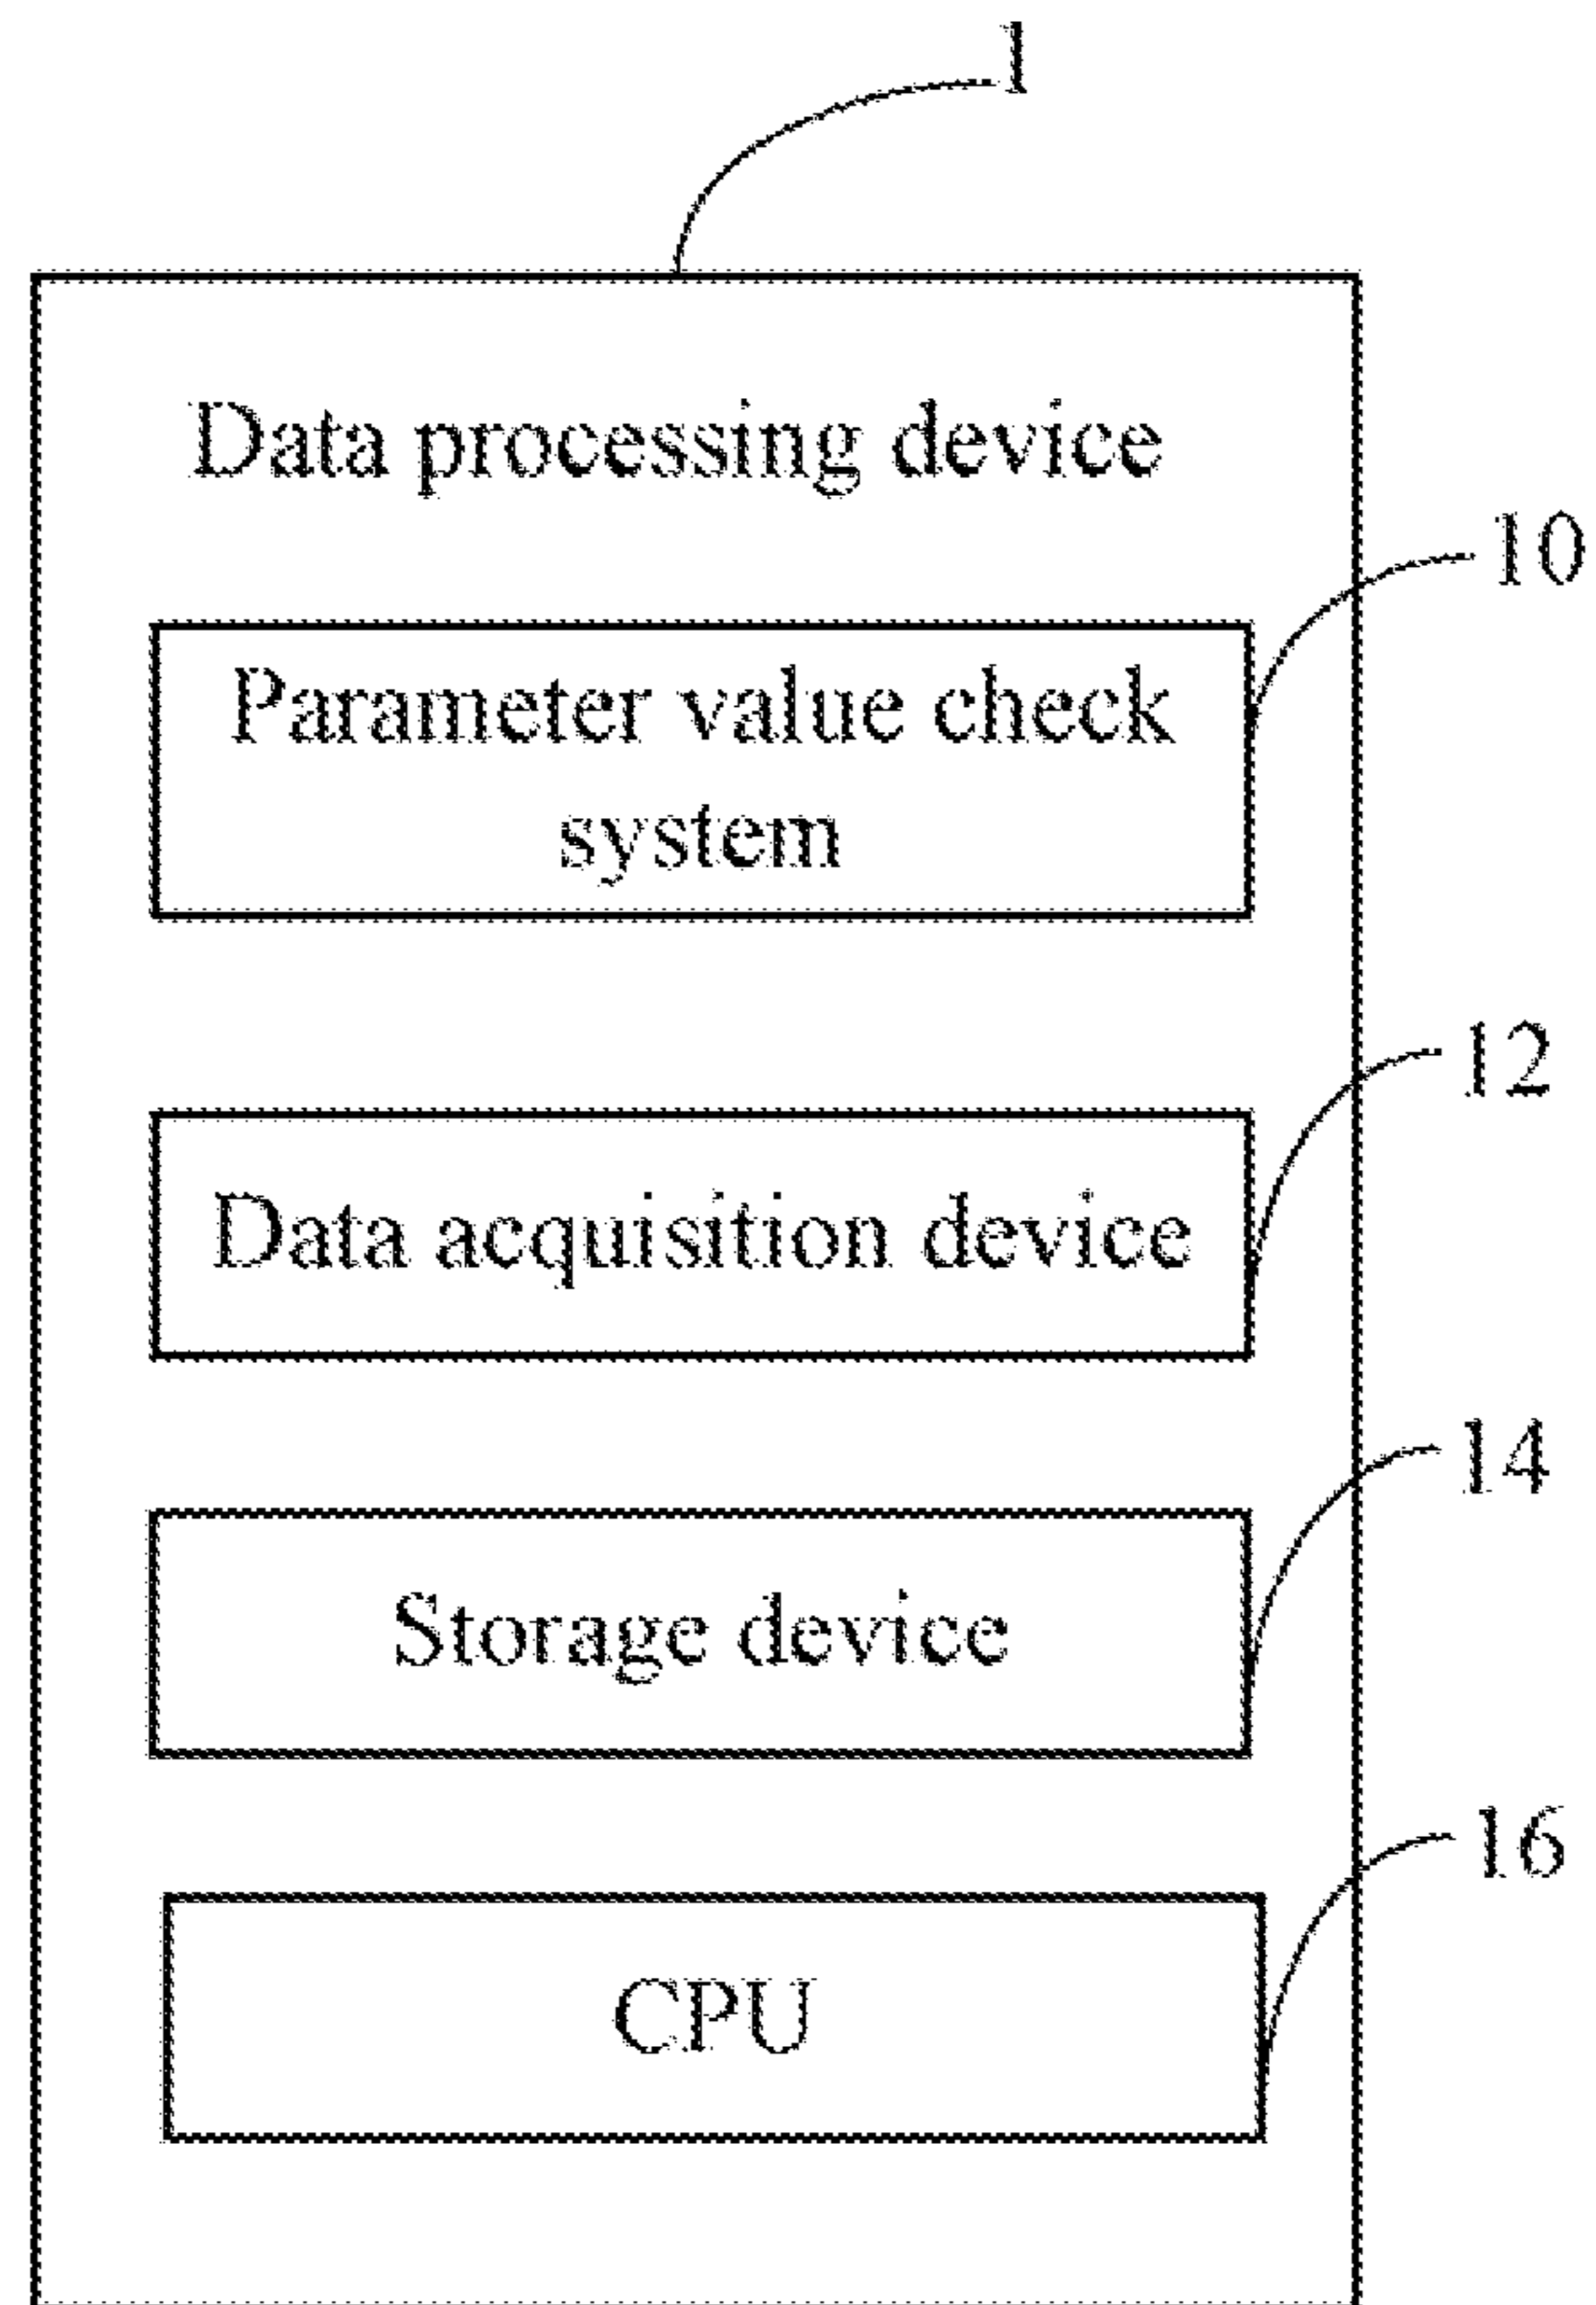 1
Data processing device
10
Parameter value check
system
12
Data acquisition device
14
Storage device
16
CPU